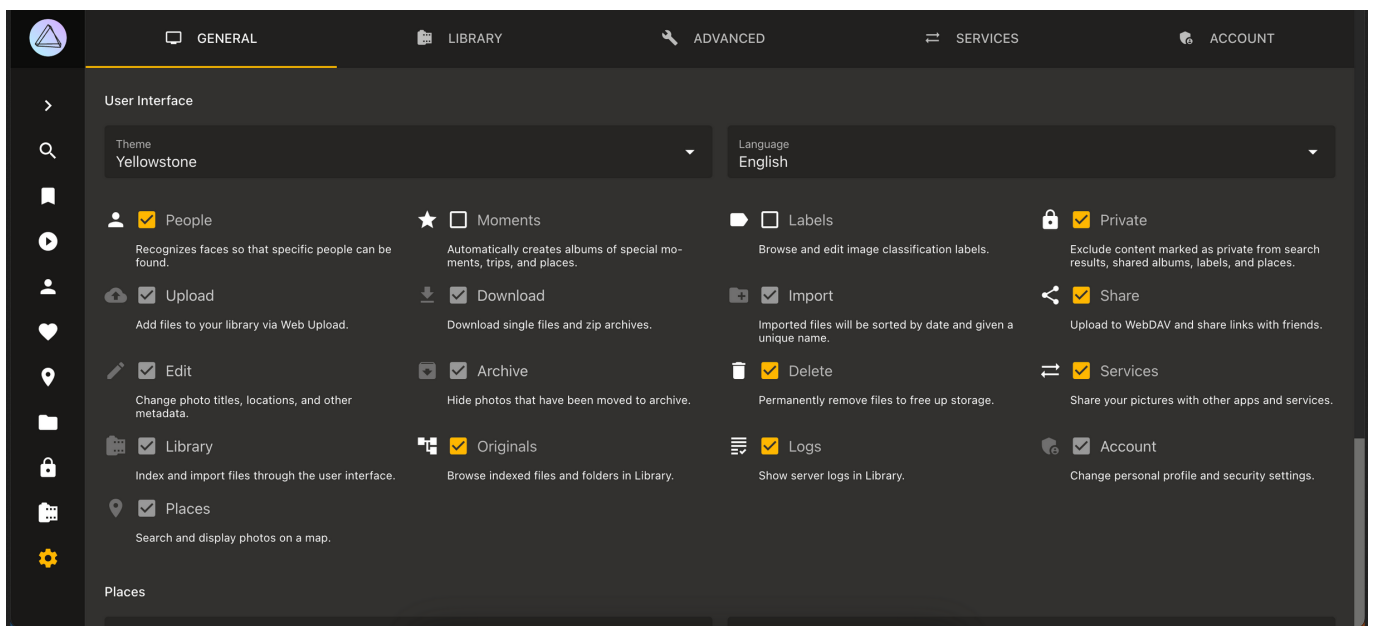 GENERAL
LIBRARY
ADVANCED
SERVICES
ACCOUNT
User Interface
Theme
Yellowstone
Language
English
People
Recognizes faces so that specific people can be
found.
Moments
Automatically creates albums of special mo-
ments, trips, and places.
Labels
Browse and edit image classification labels.
Private
Exclude content marked as private from search
results, shared albums, labels, and places.
Upload
Add files to your library via Web Upload.
Download
Download single files and zip archives.
Import
Imported files will be sorted by date and given a
unique name.
Share
Upload to WebDAV and share links with friends.
Edit
Change photo titles, locations, and other
metadata.
Archive
Hide photos that have been moved to archive.
Delete
Permanently remove files to free up storage.
Services
Share your pictures with other apps and services.
Library
Index and import files through the user interface.
Originals
Browse indexed files and folders in Library.
Logs
Show server logs in Library.
Account
Change personal profile and security settings.
Places
Search and display photos on a map.
Places